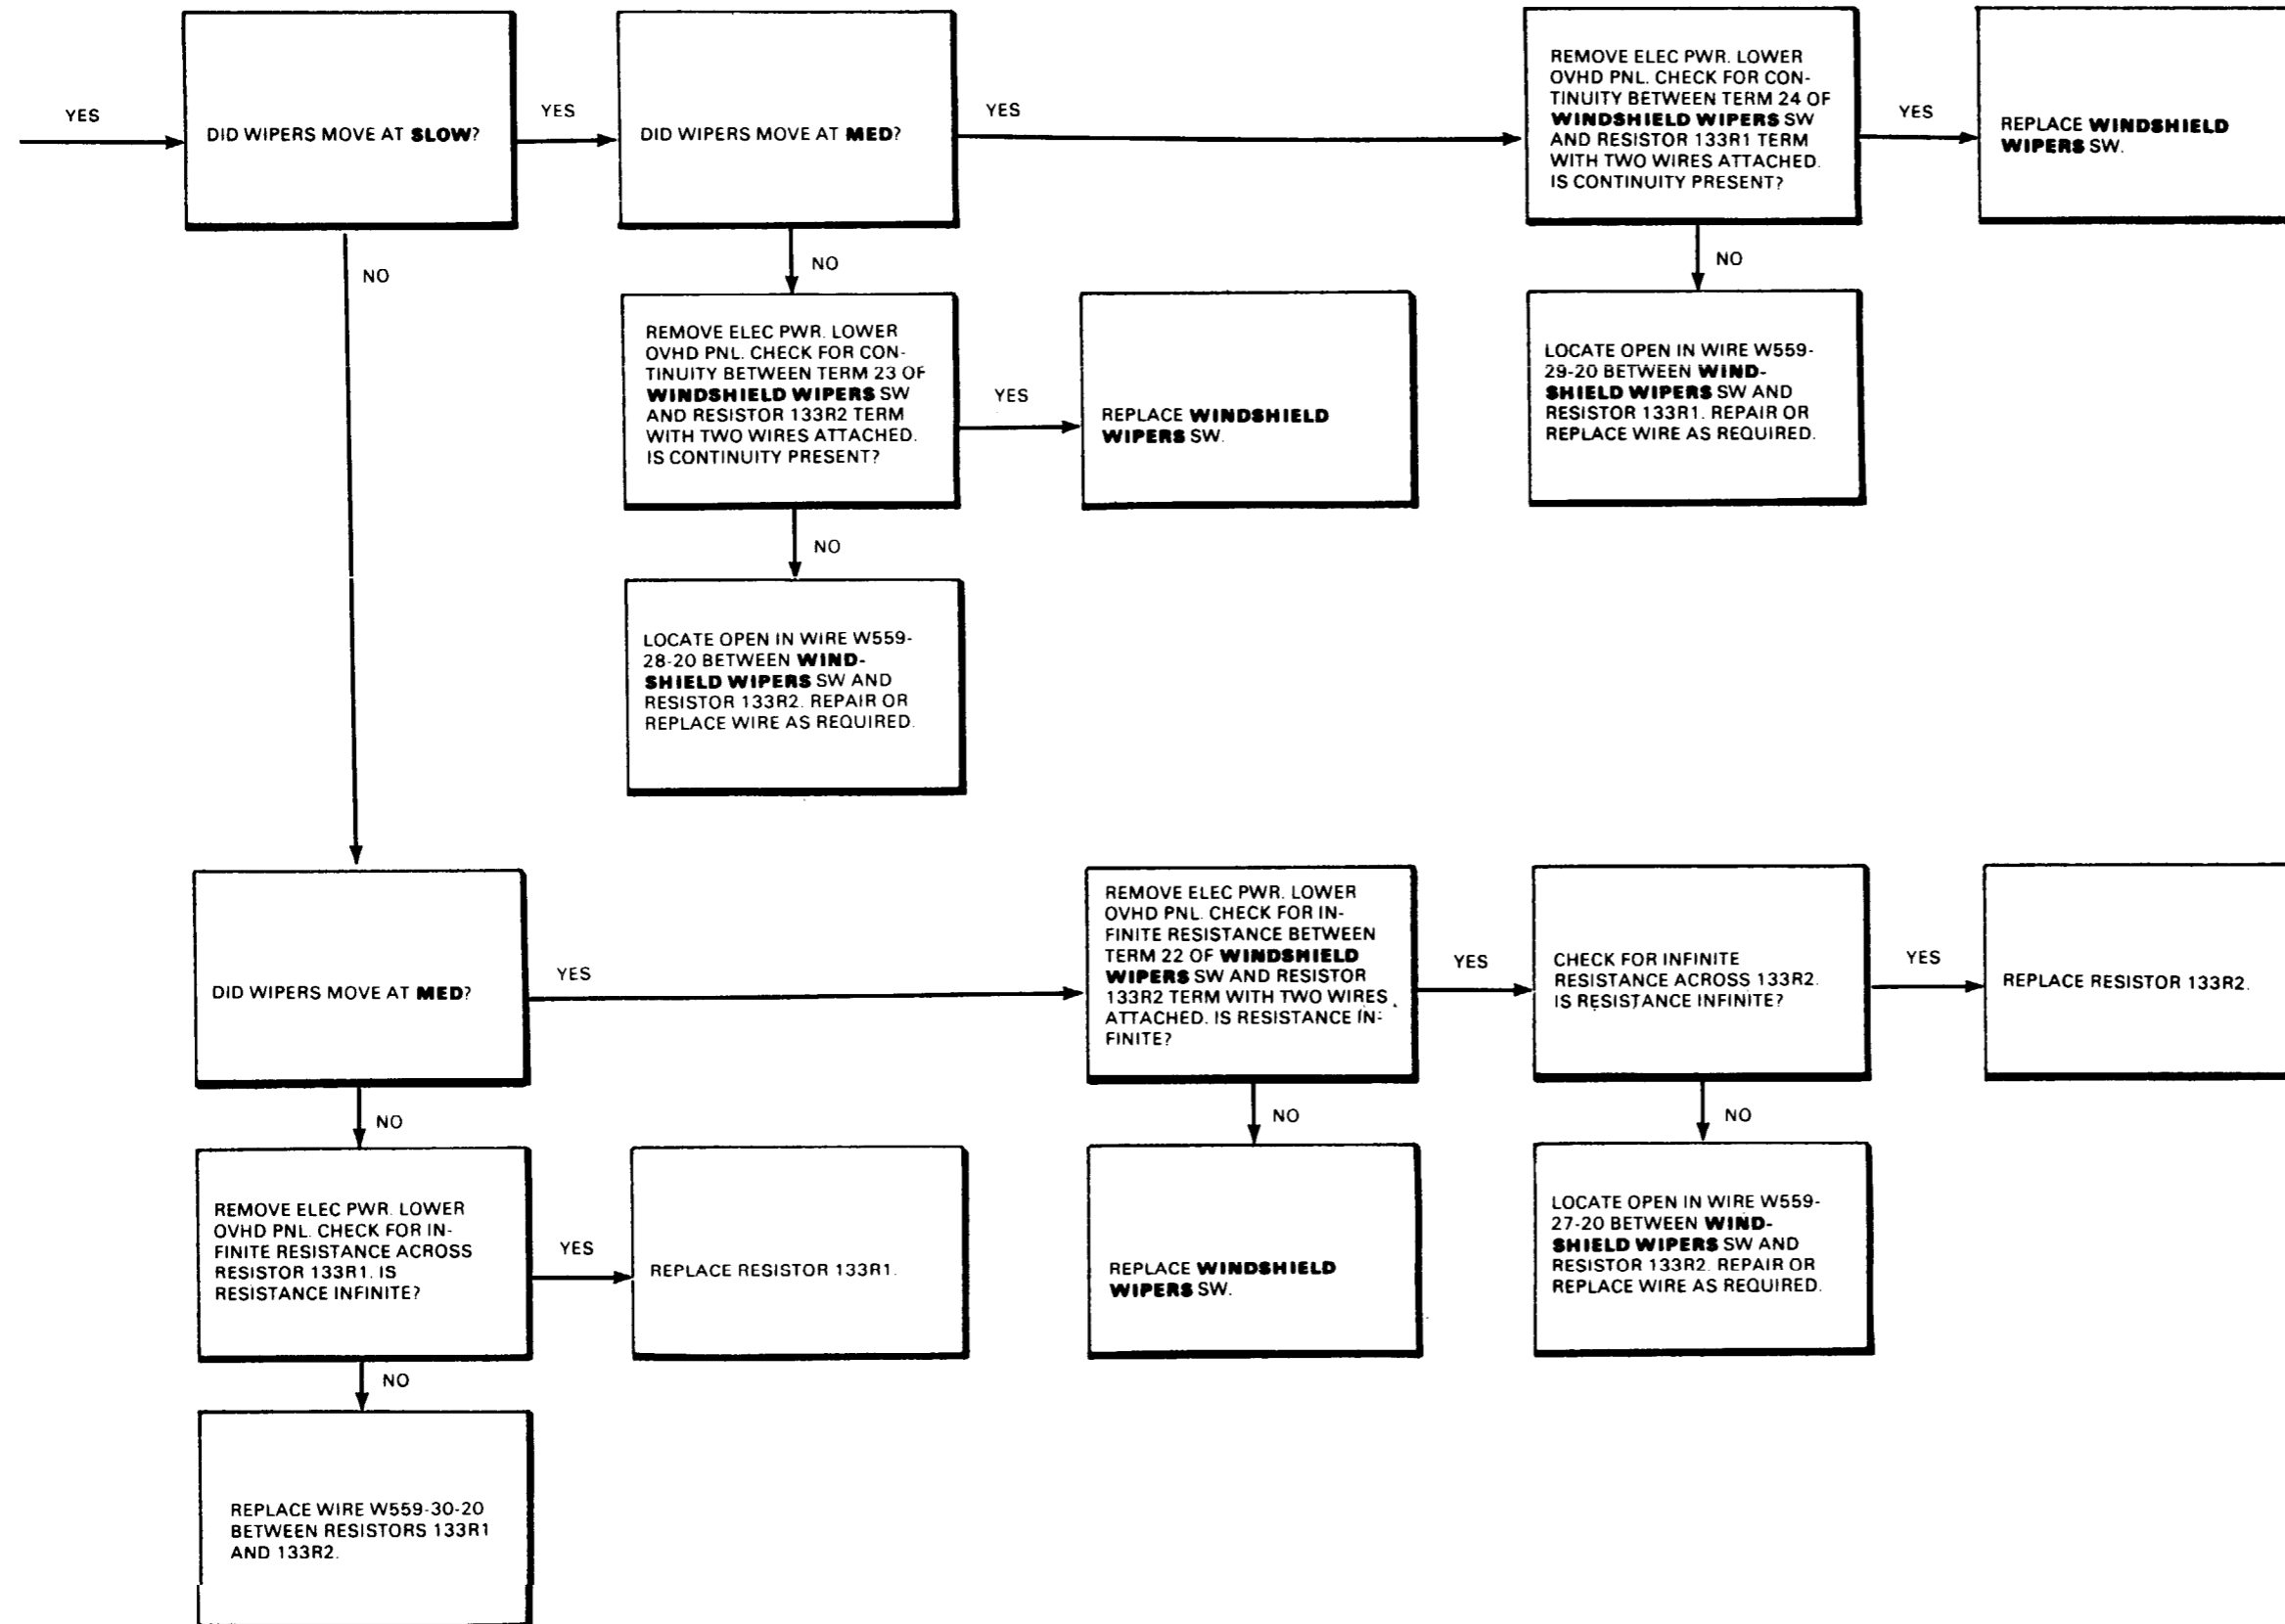 YES
DID WIPERS MOVE AT SLOW?
YES
DID WIPERS MOVE AT MED?
YES
REMOVE ELEC PWR. LOWER
OVHD PNL. CHECK FOR CON-
TINUITY BETWEEN TERM 24 OF
WINDSHIELD WIPERS SW
AND RESISTOR 133R1 TERM
WITH TWO WIRES ATTACHED.
IS CONTINUITY PRESENT?
YES
REPLACE WINDSHIELD
WIPERS SW.
NO
NO
NO
REMOVE ELEC PWR. LOWER
OVHD PNL. CHECK FOR CON-
TINUITY BETWEEN TERM 23 OF
WINDSHIELD WIPERS SW
AND RESISTOR 133R2 TERM
WITH TWO WIRES ATTACHED.
IS CONTINUITY PRESENT?
YES
REPLACE WINDSHIELD
WIPERS SW.
LOCATE OPEN IN WIRE W559-
29-20 BETWEEN WIND-
SHIELD WIPERS SW AND
RESISTOR 133R1. REPAIR OR
REPLACE WIRE AS REQUIRED.
NO
LOCATE OPEN IN WIRE W559-
28-20 BETWEEN WIND-
SHIELD WIPERS SW AND
RESISTOR 133R2. REPAIR OR
REPLACE WIRE AS REQUIRED.
DID WIPERS MOVE AT MED?
YES
REMOVE ELEC PWR. LOWER
OVHD PNL. CHECK FOR IN-
FINITE RESISTANCE BETWEEN
TERM 22 OF WINDSHIELD
WIPERS SW AND RESISTOR
133R2 TERM WITH TWO WIRES
ATTACHED. IS RESISTANCE IN-
FINITE?
YES
CHECK FOR INFINITE
RESISTANCE ACROSS 133R2.
IS RESISTANCE INFINITE?
YES
REPLACE RESISTOR 133R2.
NO
NO
NO
REMOVE ELEC PWR. LOWER
OVHD PNL. CHECK FOR IN-
FINITE RESISTANCE ACROSS
RESISTOR 133R1. IS
RESISTANCE INFINITE?
YES
REPLACE RESISTOR 133R1.
REPLACE WINDSHIELD
WIPERS SW.
LOCATE OPEN IN WIRE W559-
27-20 BETWEEN WIND-
SHIELD WIPERS SW AND
RESISTOR 133R2. REPAIR OR
REPLACE WIRE AS REQUIRED.
NO
REPLACE WIRE W559-30-20
BETWEEN RESISTORS 133R1
AND 133R2.